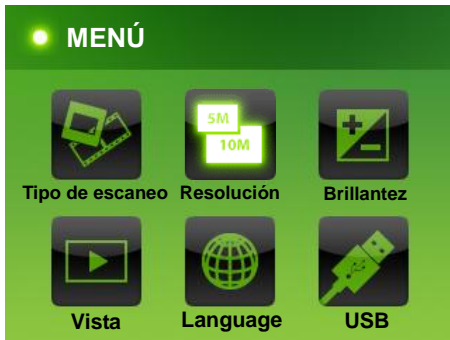 MENÚ
5M
10M
Tipo de escaneo Resolución Brillantez
Vista Language USB